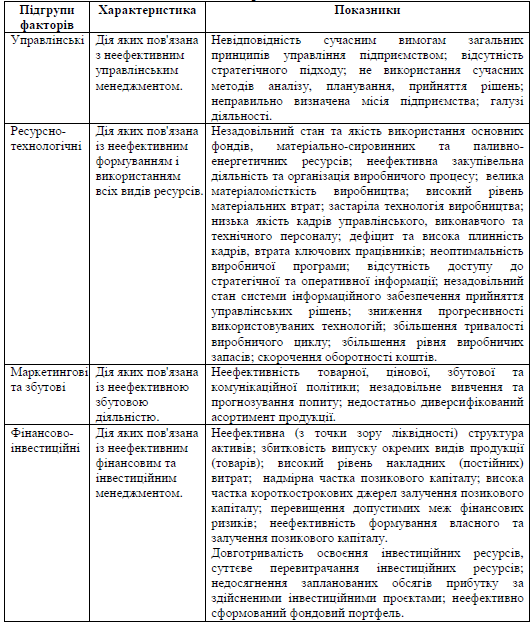 Підгрупи факторів
Характеристика
Показники
Управлінські
Дія яких пов'язана
з неефективним
управлінським
менеджментом.
Невідповідність сучасним вимогам загальних
принципів управління підприємством; відсутність
стратегічного підходу; не використання сучасних
методів аналізу, планування, прийняття рішень;
неправильно визначена місія підприємства; галузі
діяльності.
Ресурсно-
технологічні
Дія яких пов'язана
із неефективним
формуванням і
використанням
всіх видів ресурсів.
Незадовільний стан та якість використання основних
фондів, матеріально-сировинних та паливно-
енергетичних ресурсів; неефективна закупівельна
діяльність та організація виробничого процесу; велика
матеріаломісткість виробництва; високий рівень
матеріальних втрат; застаріла технологія виробництва;
низька якість кадрів управлінського, виконавчого та
технічного персоналу; дефіцит та висока плинність
кадрів, втрата ключових працівників; неоптимальність
виробничої програми; відсутність доступу до
стратегічної та оперативної інформації; незадовільний
стан системи інформаційного забезпечення прийняття
управлінських рішень; зниження прогресивності
використовуваних технологій; збільшення тривалості
виробничого циклу; збільшення рівня виробничих
запасів; скорочення оборотності коштів.
Маркетингові
та збутові
Дія яких пов'язана
із неефективною
збутовою
діяльністю.
Неефективність товарної, цінової, збутової та
комунікаційної політики; незадовільне вивчення та
прогнозування попиту; недостатньо диверсифікований
асортимент продукції.
Фінансово-
інвестиційні
Дія яких пов'язана
із неефективним
фінансовим та
інвестиційним
менеджментом.
Неефективна (з точки зору ліквідності) структура
активів; збитковість випуску окремих видів продукції
(товарів); високий рівень накладних (постійних)
витрат; надмірна частка позикового капіталу; висока
частка короткострокових джерел залучення позикового
капіталу; перевищення допустимих меж фінансових
ризиків; неефективність формування власного та
залучення позикового капіталу.
Довготривалість освоєння інвестиційних ресурсів,
суттєве перевитрачання інвестиційних ресурсів;
недосягнення запланованих обсягів прибутку за
здійсненими інвестиційними проєктами; неефективно
сформований фондовий портфель.